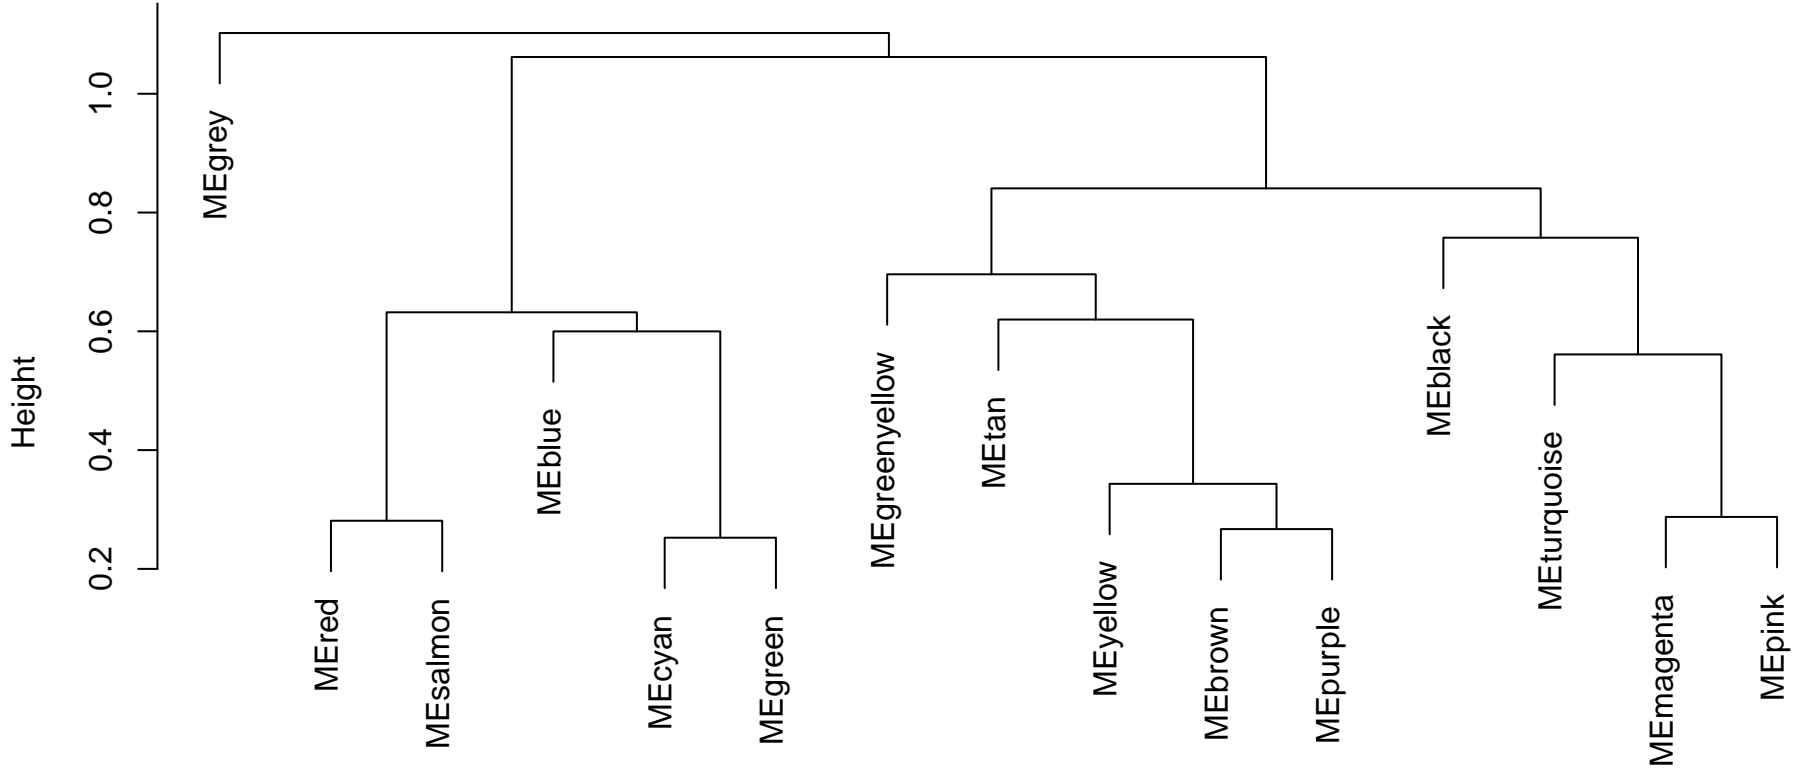 Height
1.0
0.8
0.6
0.4
0.2
MEgrey
MEred
MEsalmon
MEblue
MEcyan
MEgreen
MEgreenyellow
MEtan
MEyellow
MEbrown
MEpurple
MEblack
MEturquoise
MEmagenta
MEpink